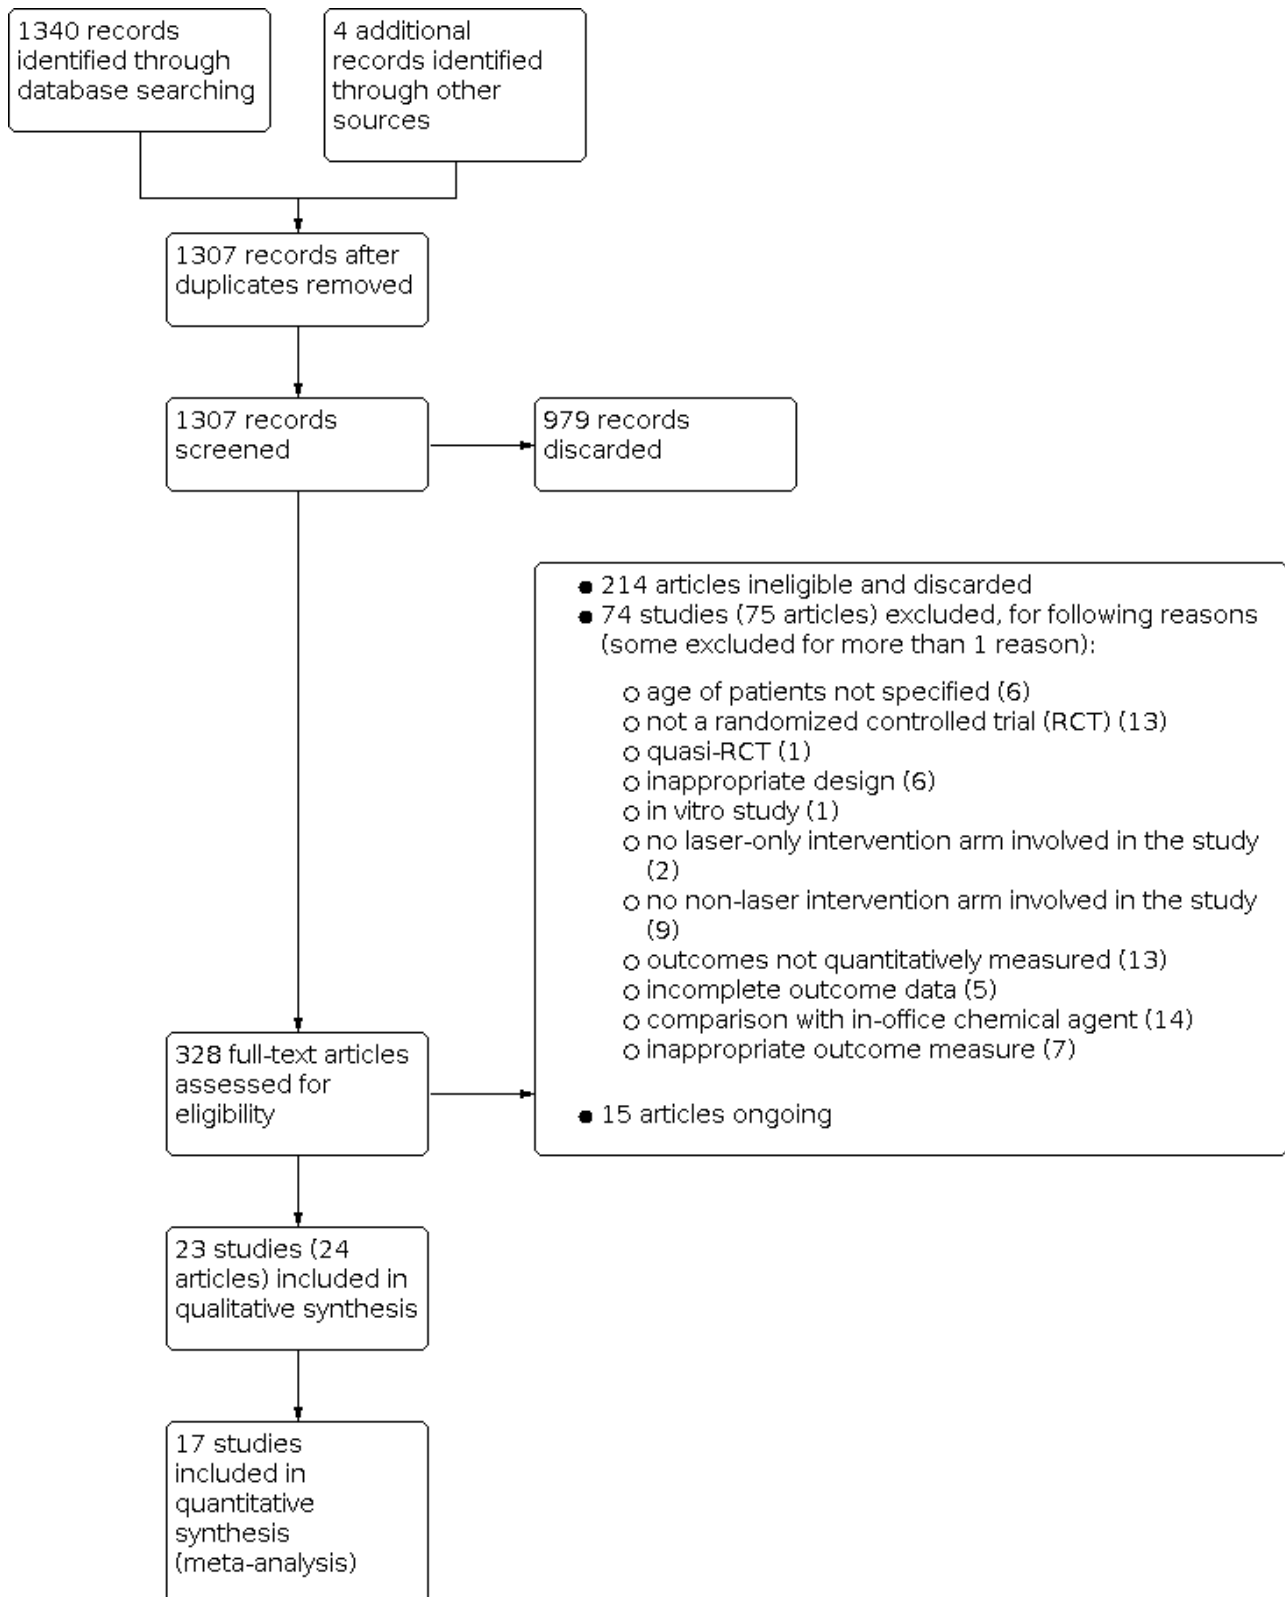 1340 records
identified through
database searching
4 additional
records identified
through other
sources
1307 records after
duplicates removed
1307 records
screened
979 records
discarded
● 214 articles ineligible and discarded
● 74 studies (75 articles) excluded, for following reasons
(some excluded for more than 1 reason):
○ age of patients not specified (6)
○ not a randomized controlled trial (RCT) (13)
○ quasi-RCT (1)
○ inappropriate design (6)
○ in vitro study (1)
○ no laser-only intervention arm involved in the study
(2)
○ no non-laser intervention arm involved in the study
(9)
○ outcomes not quantitatively measured (13)
○ incomplete outcome data (5)
○ comparison with in-office chemical agent (14)
○ inappropriate outcome measure (7)
● 15 articles ongoing
328 full-text articles
assessed for
eligibility
23 studies (24
articles) included in
qualitative synthesis
17 studies
included in
quantitative
synthesis
(meta-analysis)